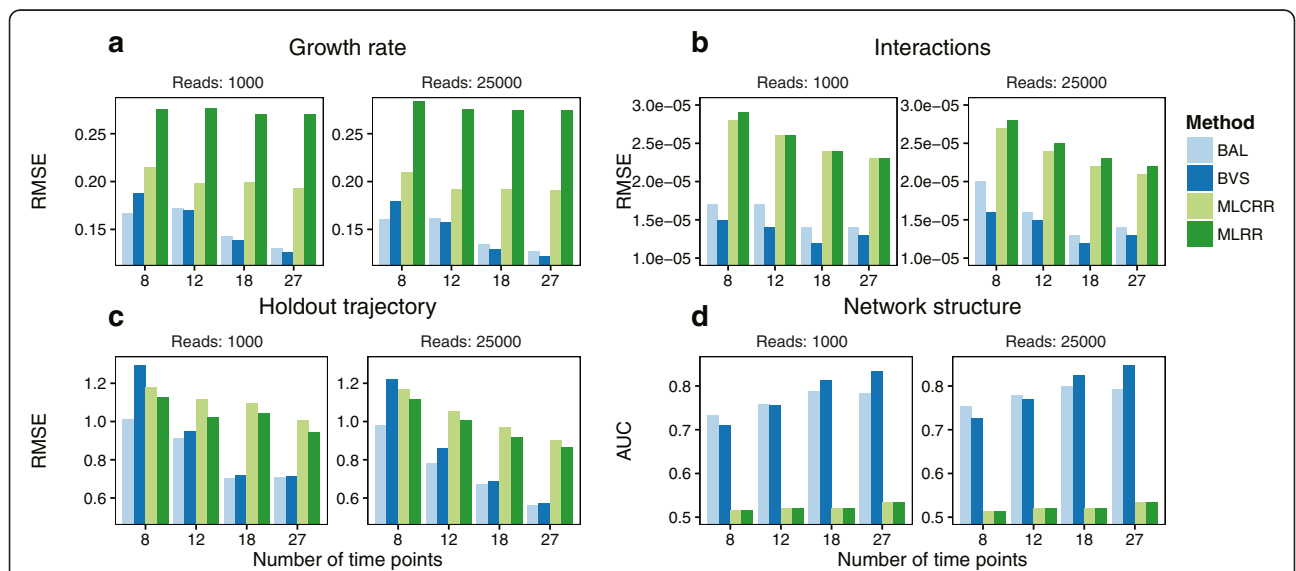 a
Growth rate
Reads: 1000
Reads: 25000
RMSE
0.25
0.20
0.15
0.25
0.20
0.15
8 12 18 27
8 12 18 27
b
Interactions
Reads: 1000
Reads: 25000
RMSE
3.0e-05
2.5e-05
2.0e-05
1.5e-05
1.0e-05
3.0e-05
2.5e-05
2.0e-05
1.5e-05
1.0e-05
8 12 18 27
8 12 18 27
Method
BAL
BVS
MLCRR
MLRR
c
Holdout trajectory
Reads: 1000
Reads: 25000
RMSE
1.2
1.0
0.8
0.6
1.2
1.0
0.8
0.6
8 12 18 27
8 12 18 27
Number of time points
d
Network structure
Reads: 1000
Reads: 25000
AUC
0.8
0.7
0.6
0.5
0.8
0.7
0.6
0.5
8 12 18 27
8 12 18 27
Number of time points